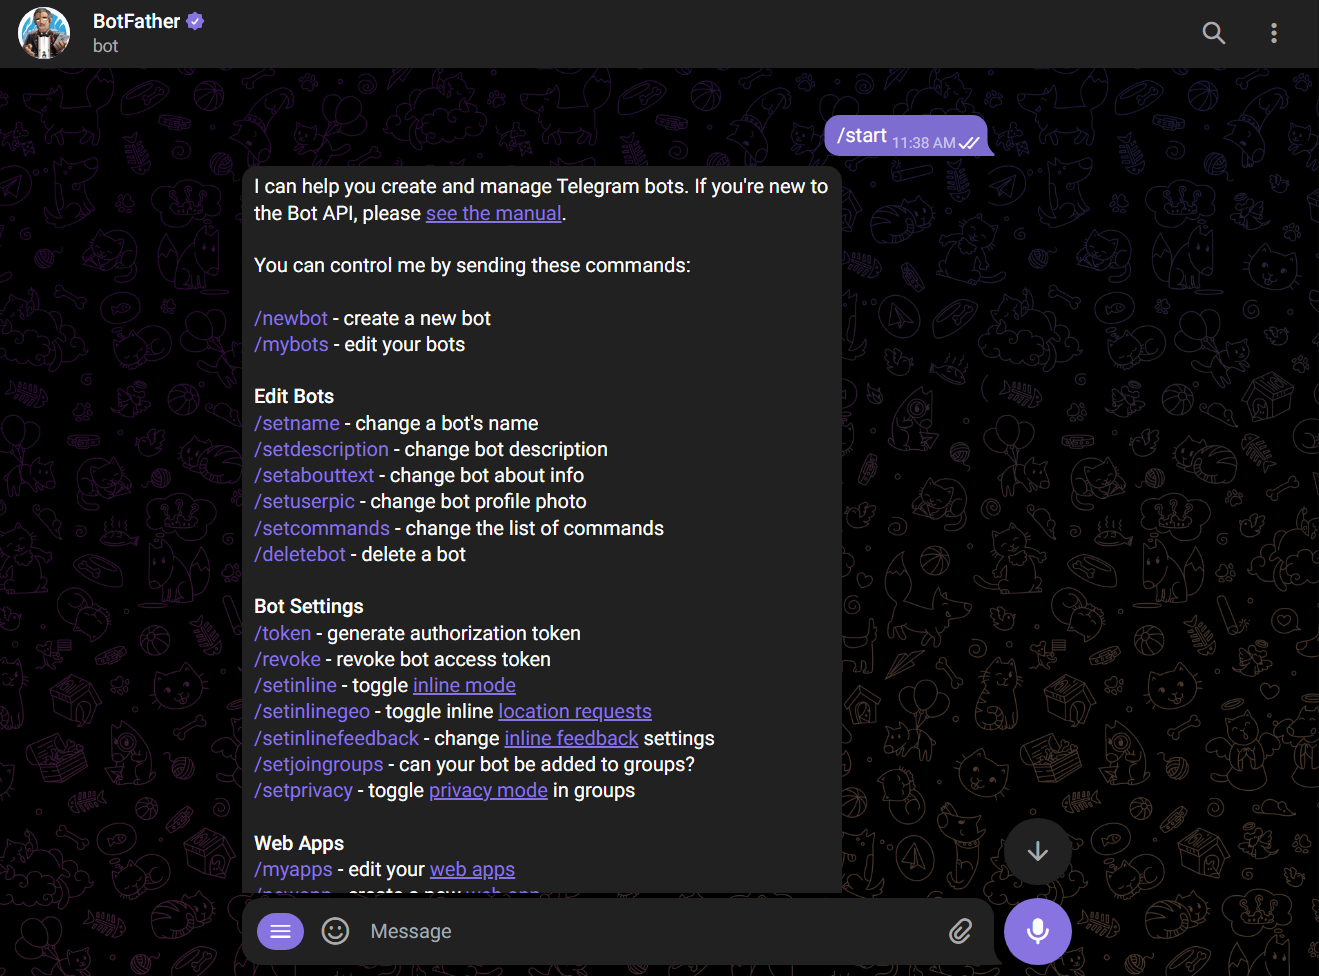 BotFather
bot
/start 11:38 AM
I can help you create and manage Telegram bots. If you're new to
the Bot API, please see the manual.
You can control me by sending these commands:
/newbot - create a new bot
/mybots - edit your bots
Edit Bots
/setname - change a bot's name
/setdescription - change bot description
/setabouttext - change bot about info
/setuserpic - change bot profile photo
/setcommands - change the list of commands
/deletebot - delete a bot
Bot Settings
/token - generate authorization token
/revoke - revoke bot access token
/setinline - toggle inline mode
/setinlinegeo - toggle inline location requests
/setinlinefeedback - change inline feedback settings
/setjoingroups - can your bot be added to groups?
/setprivacy - toggle privacy mode in groups
Web Apps
/myapps - edit your web apps
/newapp - create a new web app
Message